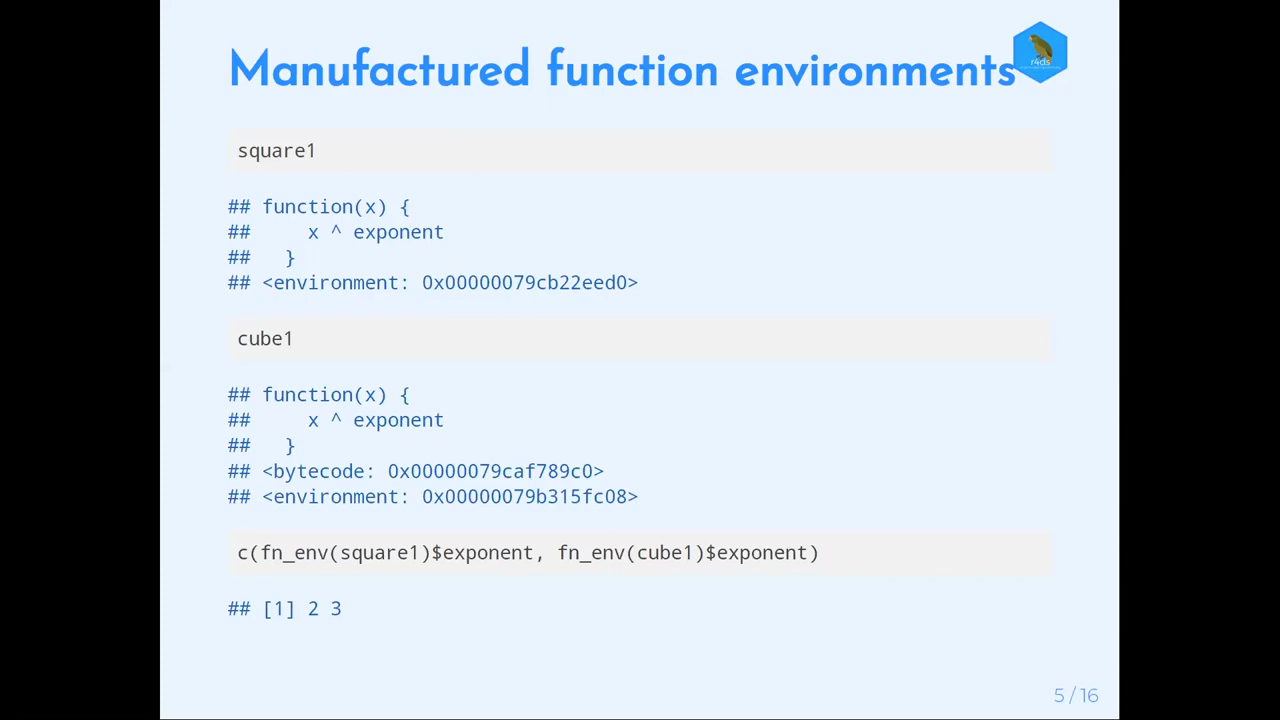 Manufactured function environments
r4ds
square1
## function(x) {
##     x ^ exponent
##   }
## <environment: 0x00000079cb22eed0>
cube1
## function(x) {
##     x ^ exponent
##   }
## <bytecode: 0x00000079caf789c0>
## <environment: 0x00000079b315fc08>
c(fn_env(square1)$exponent, fn_env(cube1)$exponent)
## [1] 2 3
5 / 16